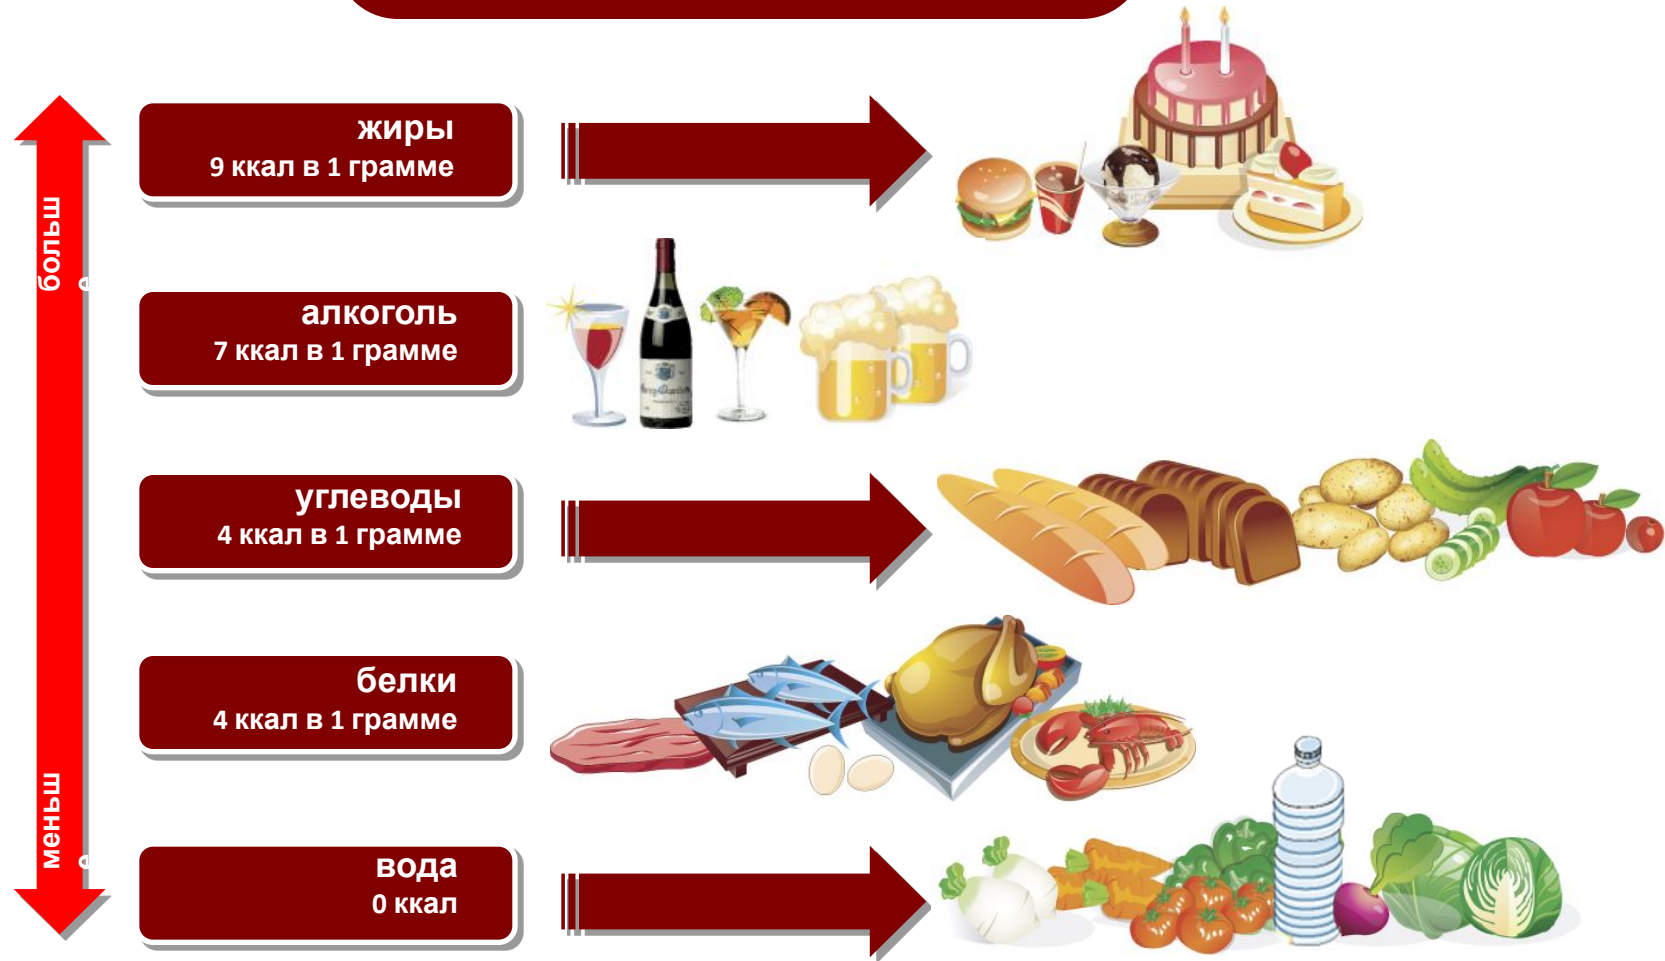 жиры
9 ккал в 1 грамме
больш
е
алкоголь
7 ккал в 1 грамме
углеводы
4 ккал в 1 грамме
белки
4 ккал в 1 грамме
меньш
е
вода
0 ккал